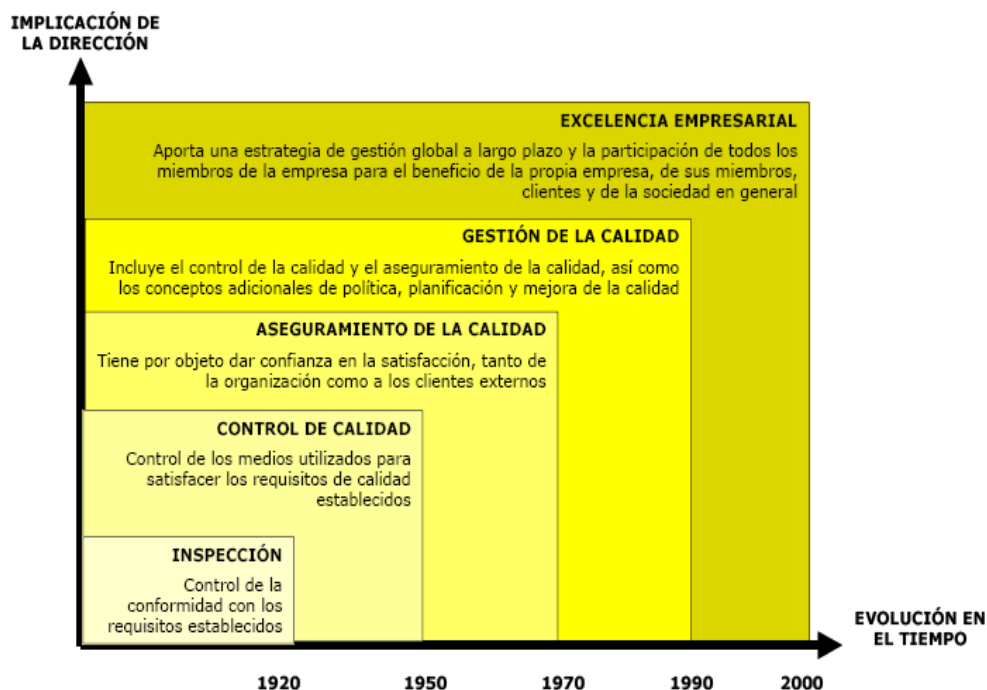 IMPLICACIÓN DE
LA DIRECCIÓN
EXCELENCIA EMPRESARIAL
Aporta una estrategia de gestión global a largo plazo y la participación de todos los
miembros de la empresa para el beneficio de la propia empresa, de sus miembros,
clientes y de la sociedad en general
GESTIÓN DE LA CALIDAD
Incluye el control de la calidad y el aseguramiento de la calidad, así como
los conceptos adicionales de política, planificación y mejora de la calidad
ASEGURAMIENTO DE LA CALIDAD
Tiene por objeto dar confianza en la satisfacción, tanto de
la organización como a los clientes externos
CONTROL DE CALIDAD
Control de los medios utilizados para
satisfacer los requisitos de calidad
establecidos
INSPECCIÓN
Control de la
conformidad con los
requisitos establecidos
EVOLUCIÓN EN
EL TIEMPO
1920 1950 1970 1990 2000